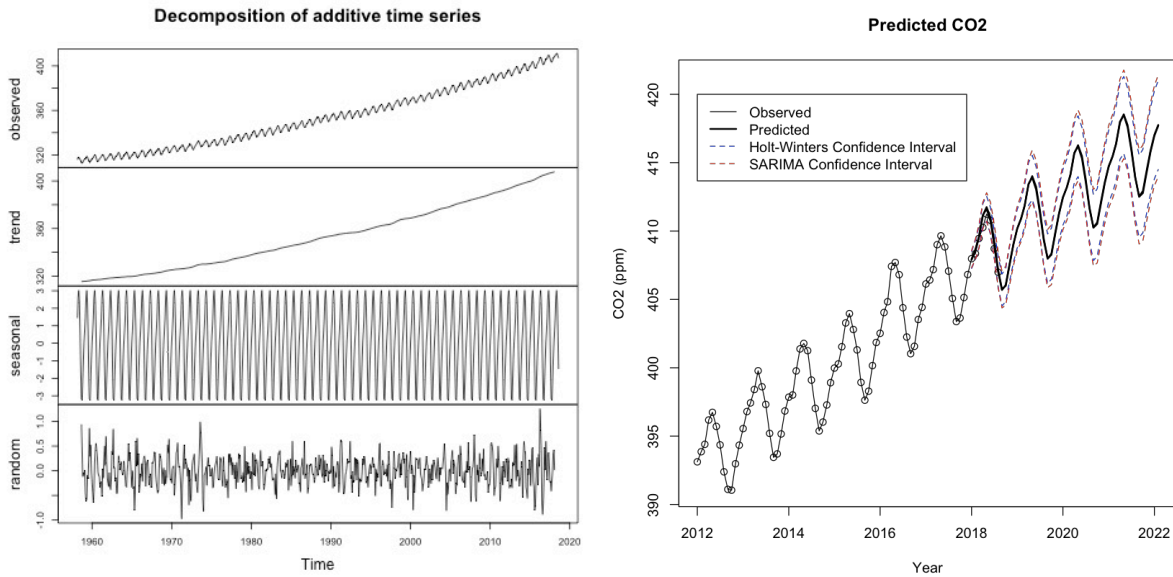 Decomposition of additive time series
observed
320 360 400
trend
320 360 400
seasonal
-3 -2 -1 0 1 2 3
random
-1.0 0.0 0.5 1.0
1960 1970 1980 1990 2000 2010 2020
Time
Predicted CO2
Observed
Predicted
Holt-Winters Confidence Interval
SARIMA Confidence Interval
CO2 (ppm)
390 395 400 405 410 415 420
2012 2014 2016 2018 2020 2022
Year